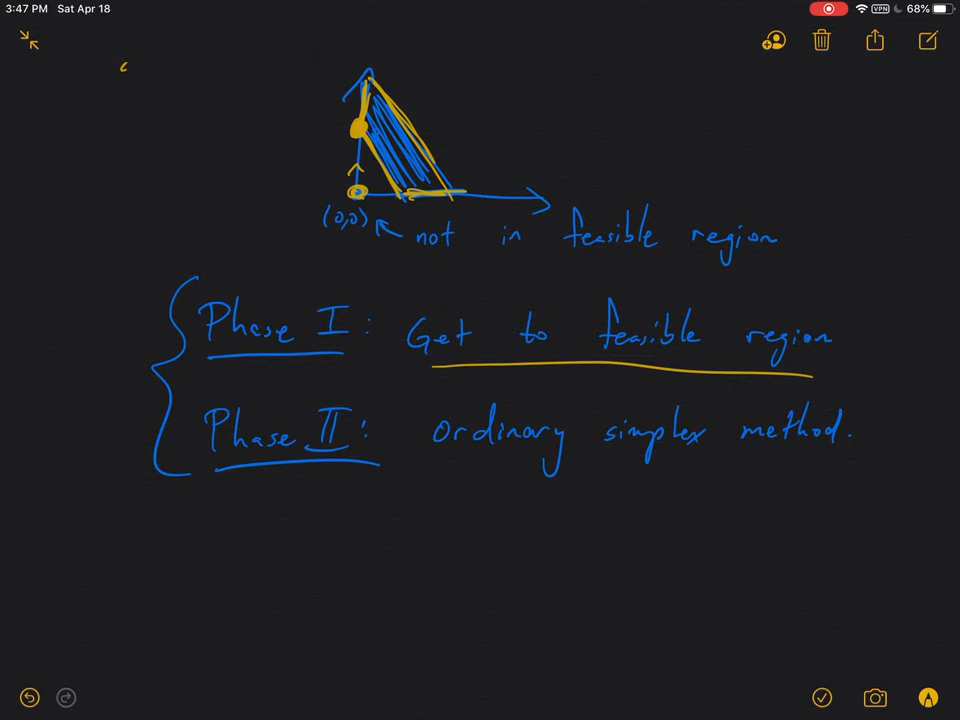 3:47 PM Sat Apr 18
VPN 68%
(0,0) not in feasible region
Phase I: Get to feasible region
Phase II: Ordinary simplex method.